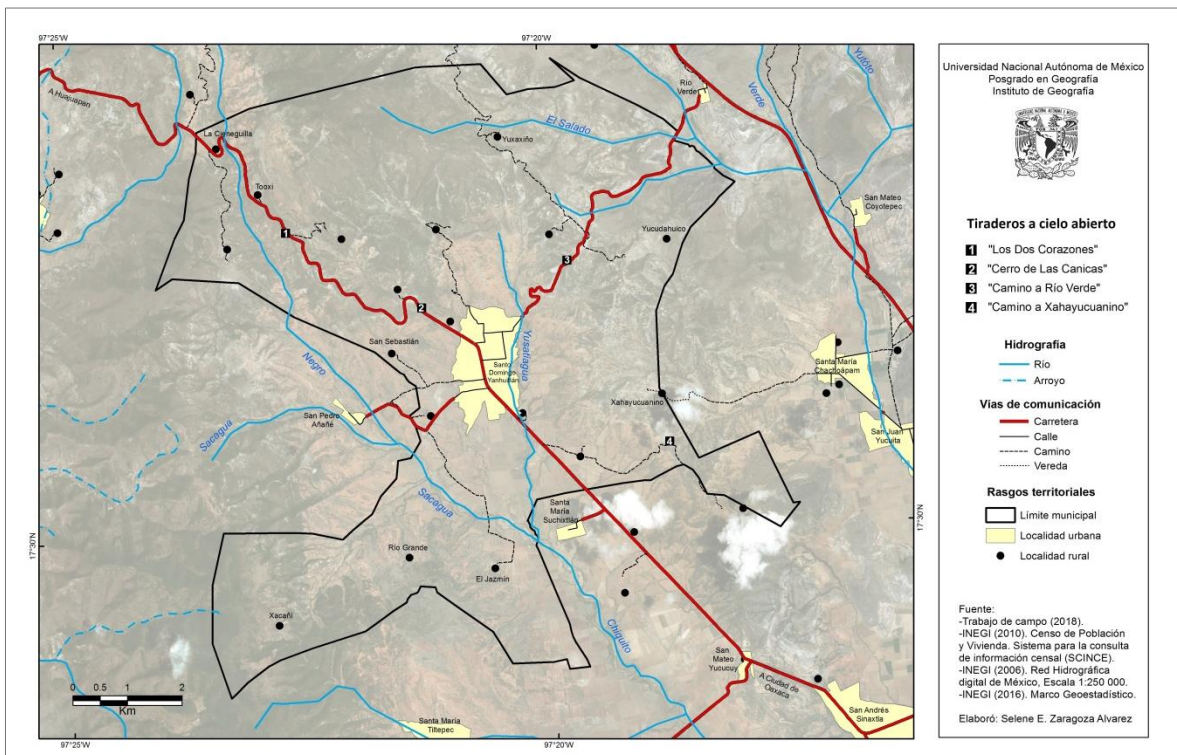 97°25'W
97°20'W
A Huajuapan
La Cieneguilla
Tooxi
Yuxaxiño
El Salado
Río
Verde
Verde
Yutóto
San Mateo
Coyotepec
Yucudahuico
1
2
3
4
San Sebastián
Santo
Domingo
Yanhuitlán
Yusatiagua
Negro
San Pedro
Añañé
Sacagua
Sacagua
Xahayucuanino
Santa María
Chachoápam
San Juan
Yucuita
Santa
María
Suchixtlán
Río Grande
El Jazmín
Xacañi
Chiquito
San
Mateo
Yucucuy
A Ciudad de
Oaxaca
San Andrés
Sinaxtla
Santa María
Tiltepec
17°30'N
17°30'N
0 0.5 1 2
Km
97°25'W
97°20'W
Universidad Nacional Autónoma de México
Posgrado en Geografía
Instituto de Geografía
Tiraderos a cielo abierto
1 "Los Dos Corazones"
2 "Cerro de Las Canicas"
3 "Camino a Río Verde"
4 "Camino a Xahayucuanino"
Hidrografía
Río
Arroyo
Vías de comunicación
Carretera
Calle
Camino
Vereda
Rasgos territoriales
Límite municipal
Localidad urbana
Localidad rural
Fuente:
-Trabajo de campo (2018).
-INEGI (2010). Censo de Población
y Vivienda. Sistema para la consulta
de información censal (SCINCE).
-INEGI (2006). Red Hidrográfica
digital de México, Escala 1:250 000.
-INEGI (2016). Marco Geoestadístico.
Elaboró: Selene E. Zaragoza Alvarez